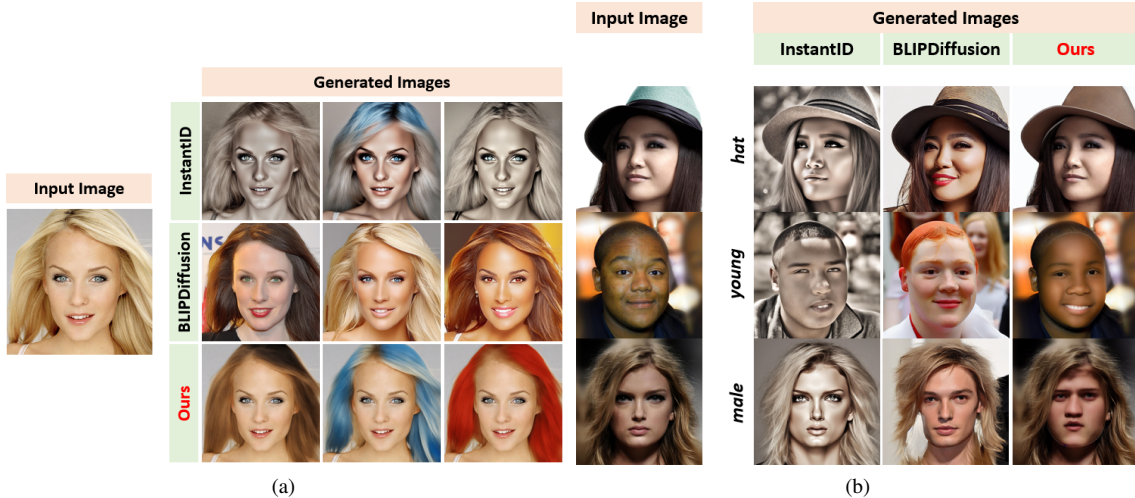 Input Image
Generated Images
InstantID
BLIPDiffusion
Ours
(a)
Input Image
Generated Images
InstantID
BLIPDiffusion
Ours
hat
young
male
(b)